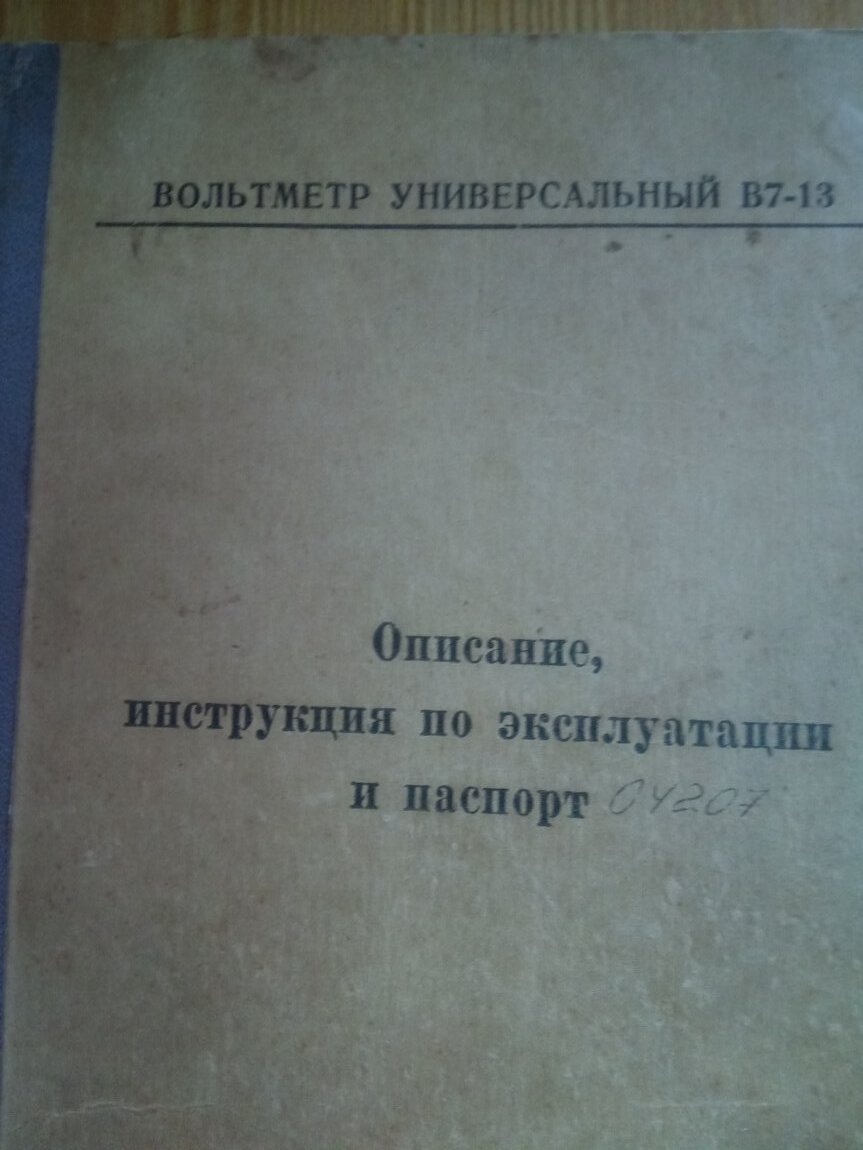 ВОЛЬТМЕТР УНИВЕРСАЛЬНЫЙ В7-13
Описание,
инструкция по эксплуатации
и паспорт 04207